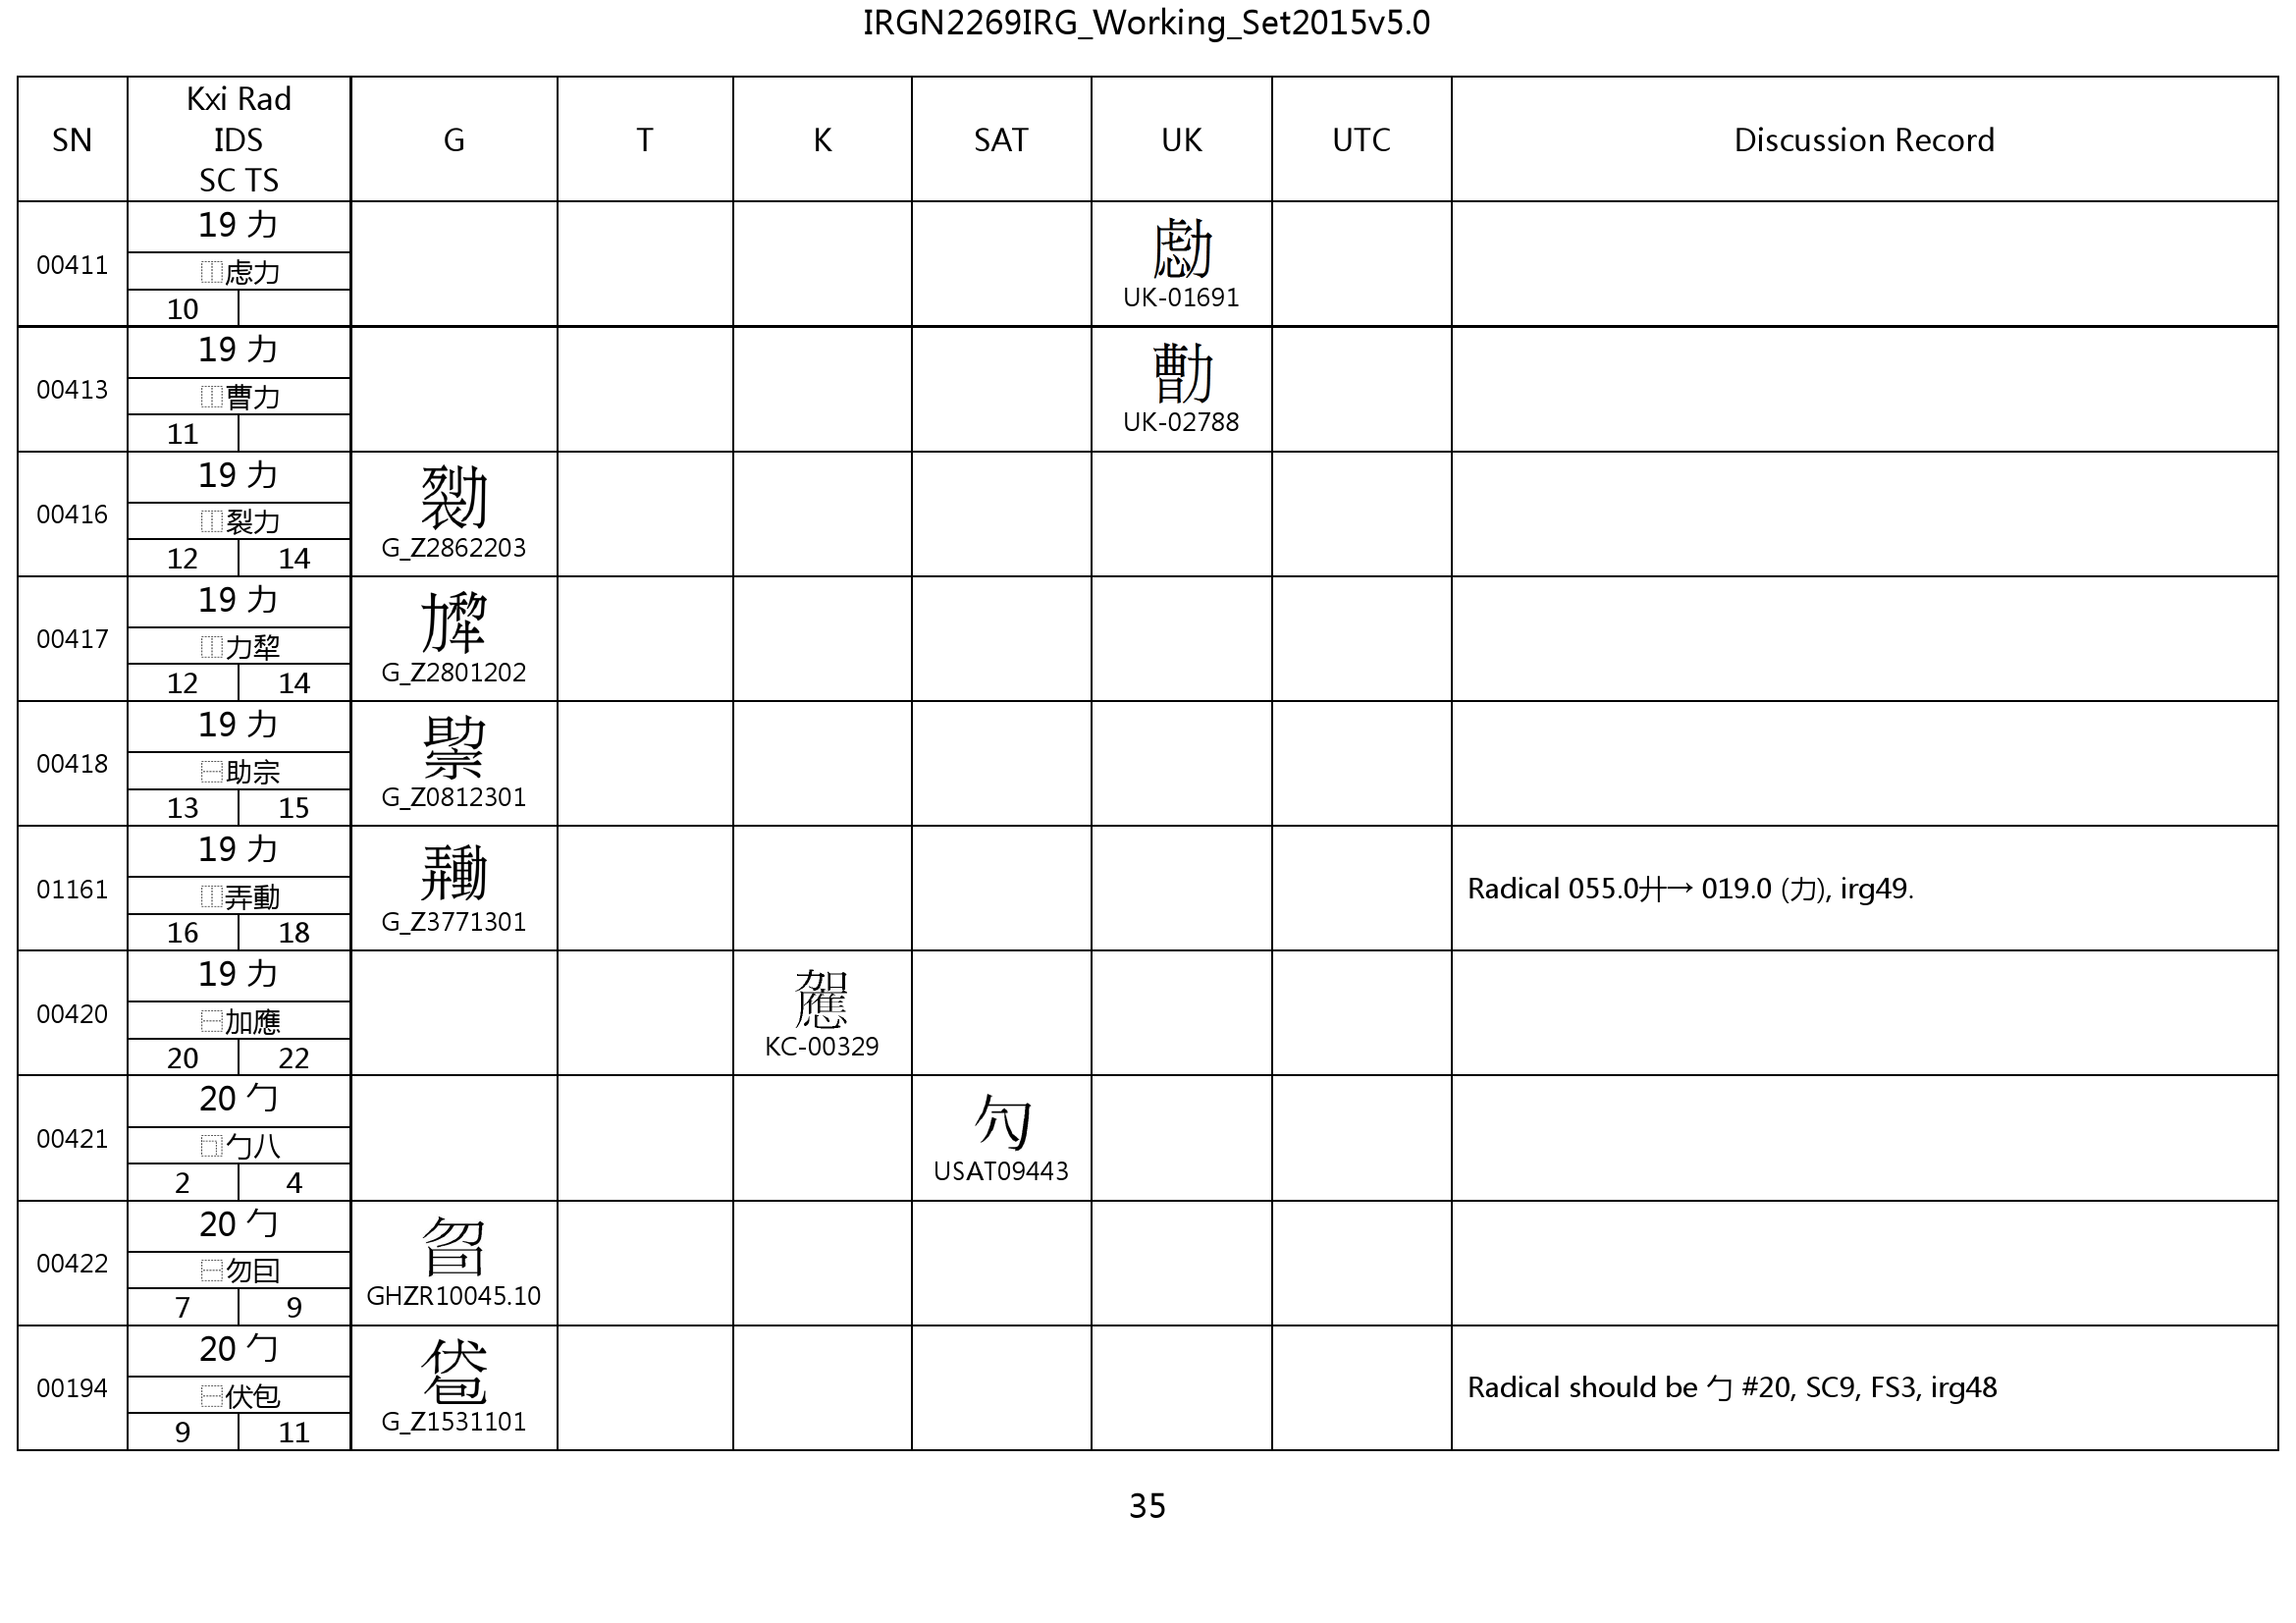 IRGN2269IRG_Working_Set2015v5.0
SN Kxi Rad IDS SC TS G T K SAT UK UTC Discussion Record
00411 19 力
⿰虑力
10
UK-01691
00413 19 力
⿰曹力
11
UK-02788
00416 19 力
⿰裂力
12 14
G_Z2862203
00417 19 力
⿰力犂
12 14
G_Z2801202
00418 19 力
⿱助宗
13 15
G_Z0812301
01161 19 力
⿰弄動
16 18
G_Z3771301
Radical 055.0廾→ 019.0 (力), irg49.
00420 19 力
⿱加應
20 22
KC-00329
00421 20 勹
⿹勹八
2 4
USAT09443
00422 20 勹
⿱勿囙
7 9
GHZR10045.10
00194 20 勹
⿱伏包
9 11
G_Z1531101
Radical should be 勹 #20, SC9, FS3, irg48
35